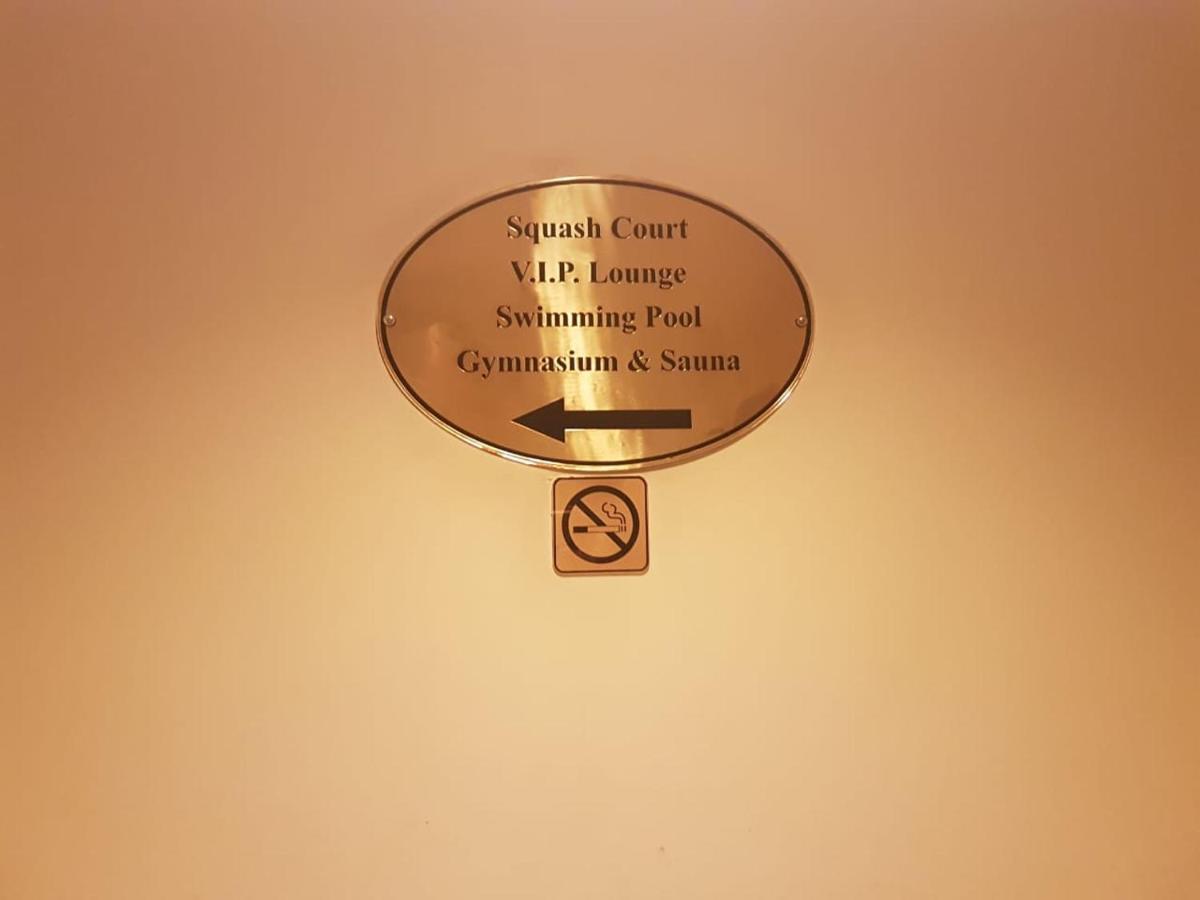 Squash Court
V.I.P. Lounge
Swimming Pool
Gymnasium & Sauna